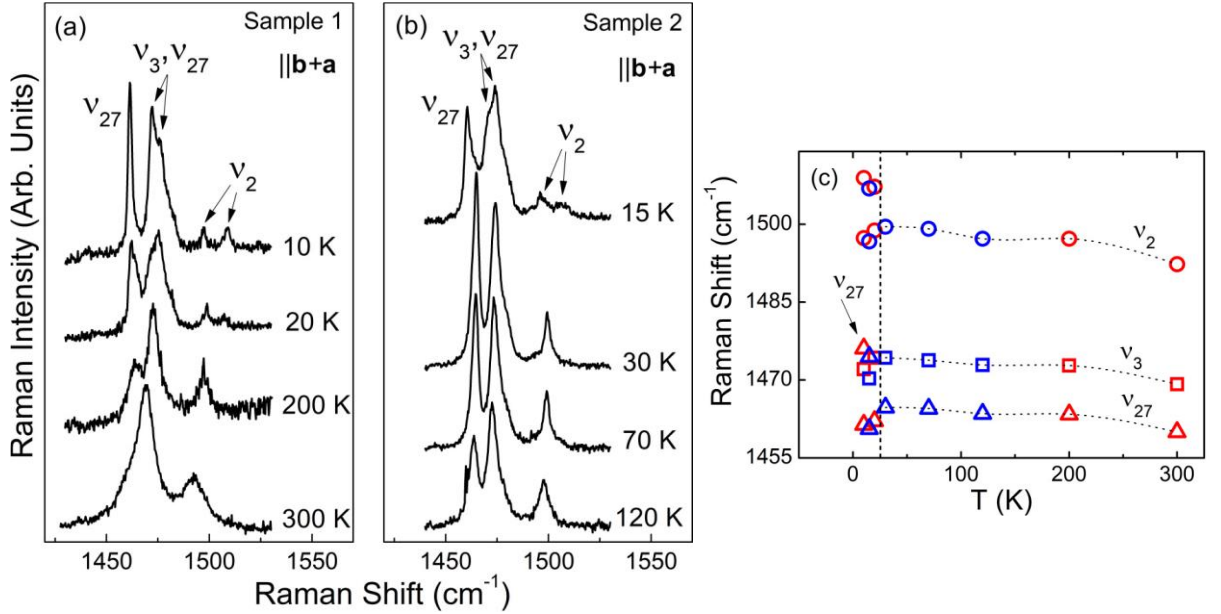 (a)
Sample 1
ν3,ν27
||b+a
ν27
ν2
10 K
20 K
200 K
300 K
1450
1500
1550
(b)
Sample 2
ν3,ν27
||b+a
ν27
ν2
15 K
30 K
70 K
120 K
1450
1500
1550
Raman Intensity (Arb. Units)
Raman Shift (cm⁻¹)
(c)
1500
1485
1470
1455
ν2
ν27
ν3
ν27
0
100
200
300
Raman Shift (cm⁻¹)
T (K)